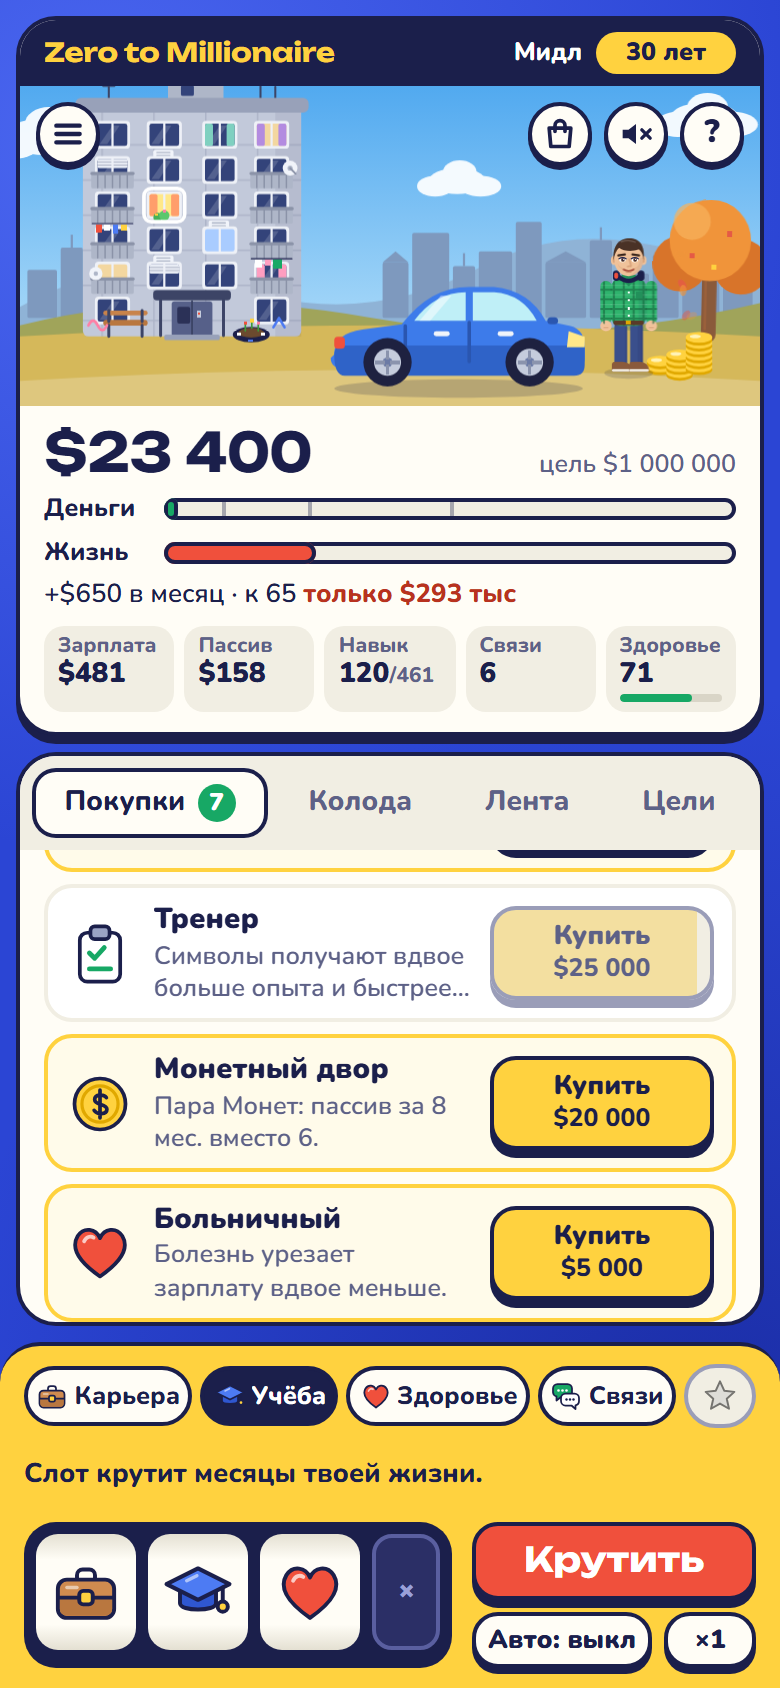 Zero to Millionaire
Мидл
30 лет
?
$23 400
цель $1 000 000
Деньги
Жизнь
+$650 в месяц · к 65 только $293 тыс
Зарплата
$481
Пассив
$158
Навык
120/461
Связи
6
Здоровье
71
Покупки 7
Колода
Лента
Цели
Тренер
Символы получают вдвое
больше опыта и быстрее...
Купить
$25 000
Монетный двор
Пара Монет: пассив за 8
мес. вместо 6.
Купить
$20 000
Больничный
Болезнь урезает
зарплату вдвое меньше.
Купить
$5 000
Карьера
Учёба
Здоровье
Связи
Слот крутит месяцы твоей жизни.
×
Крутить
Авто: выкл
×1